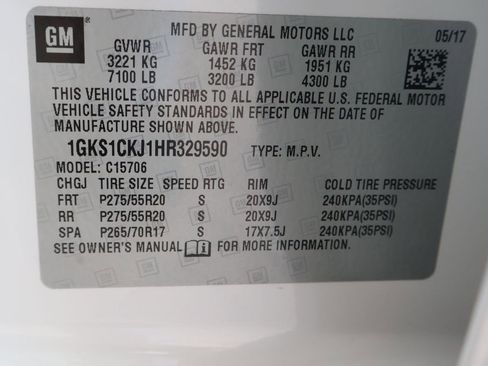 GM
MFD BY GENERAL MOTORS LLC 05/17
GVWR GAWR FRT GAWR RR
3221 KG 1452 KG 1951 KG
7100 LB 3200 LB 4300 LB
THIS VEHICLE CONFORMS TO ALL APPLICABLE U.S. FEDERAL MOTOR
VEHICLE SAFETY STANDARDS IN EFFECT ON THE DATE OF
MANUFACTURE SHOWN ABOVE.
1GKS1CKJ1HR329590 TYPE: M.P.V.
MODEL: C15706
CHGJ TIRE SIZE SPEED RTG RIM COLD TIRE PRESSURE
FRT P275/55R20 S 20X9J 240KPA(35PSI)
RR P275/55R20 S 20X9J 240KPA(35PSI)
SPA P265/70R17 S 17X7.5J 240KPA(35PSI)
SEE OWNER'S MANUAL FOR MORE INFORMATION.